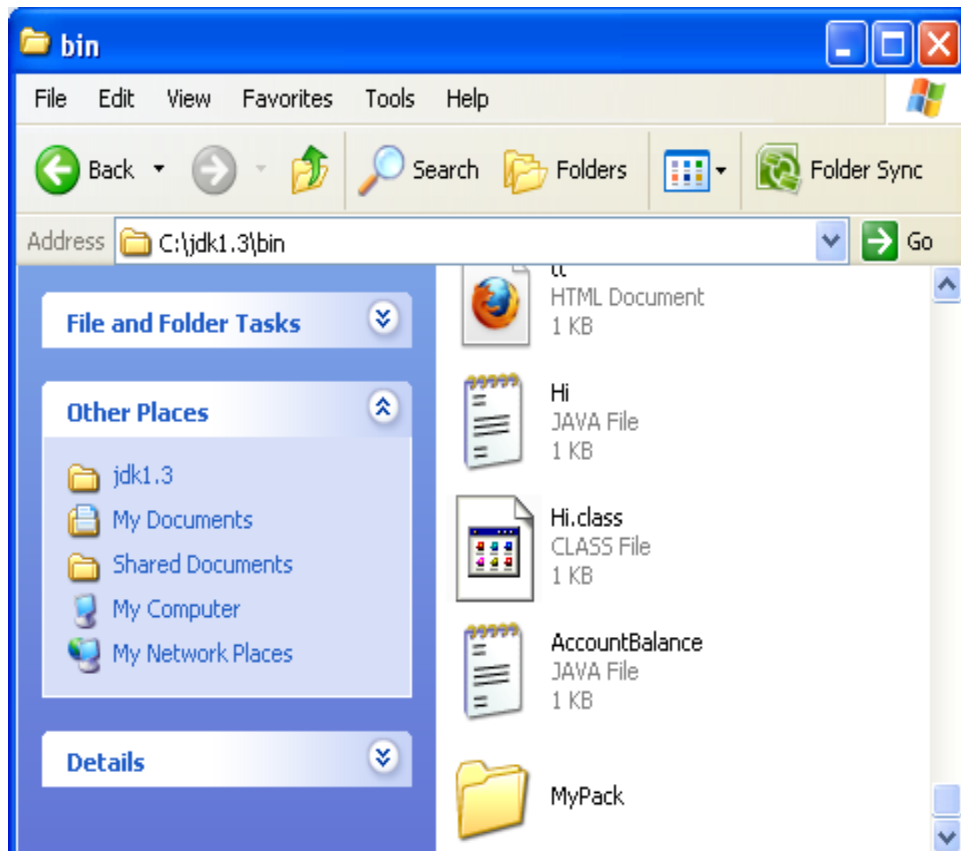 bin
File Edit View Favorites Tools Help
Back Search Folders Folder Sync
Address C:\jdk1.3\bin Go
File and Folder Tasks
Other Places
jdk1.3
My Documents
Shared Documents
My Computer
My Network Places
Details
HTML Document
1 KB
Hi
JAVA File
1 KB
Hi.class
CLASS File
1 KB
AccountBalance
JAVA File
1 KB
MyPack